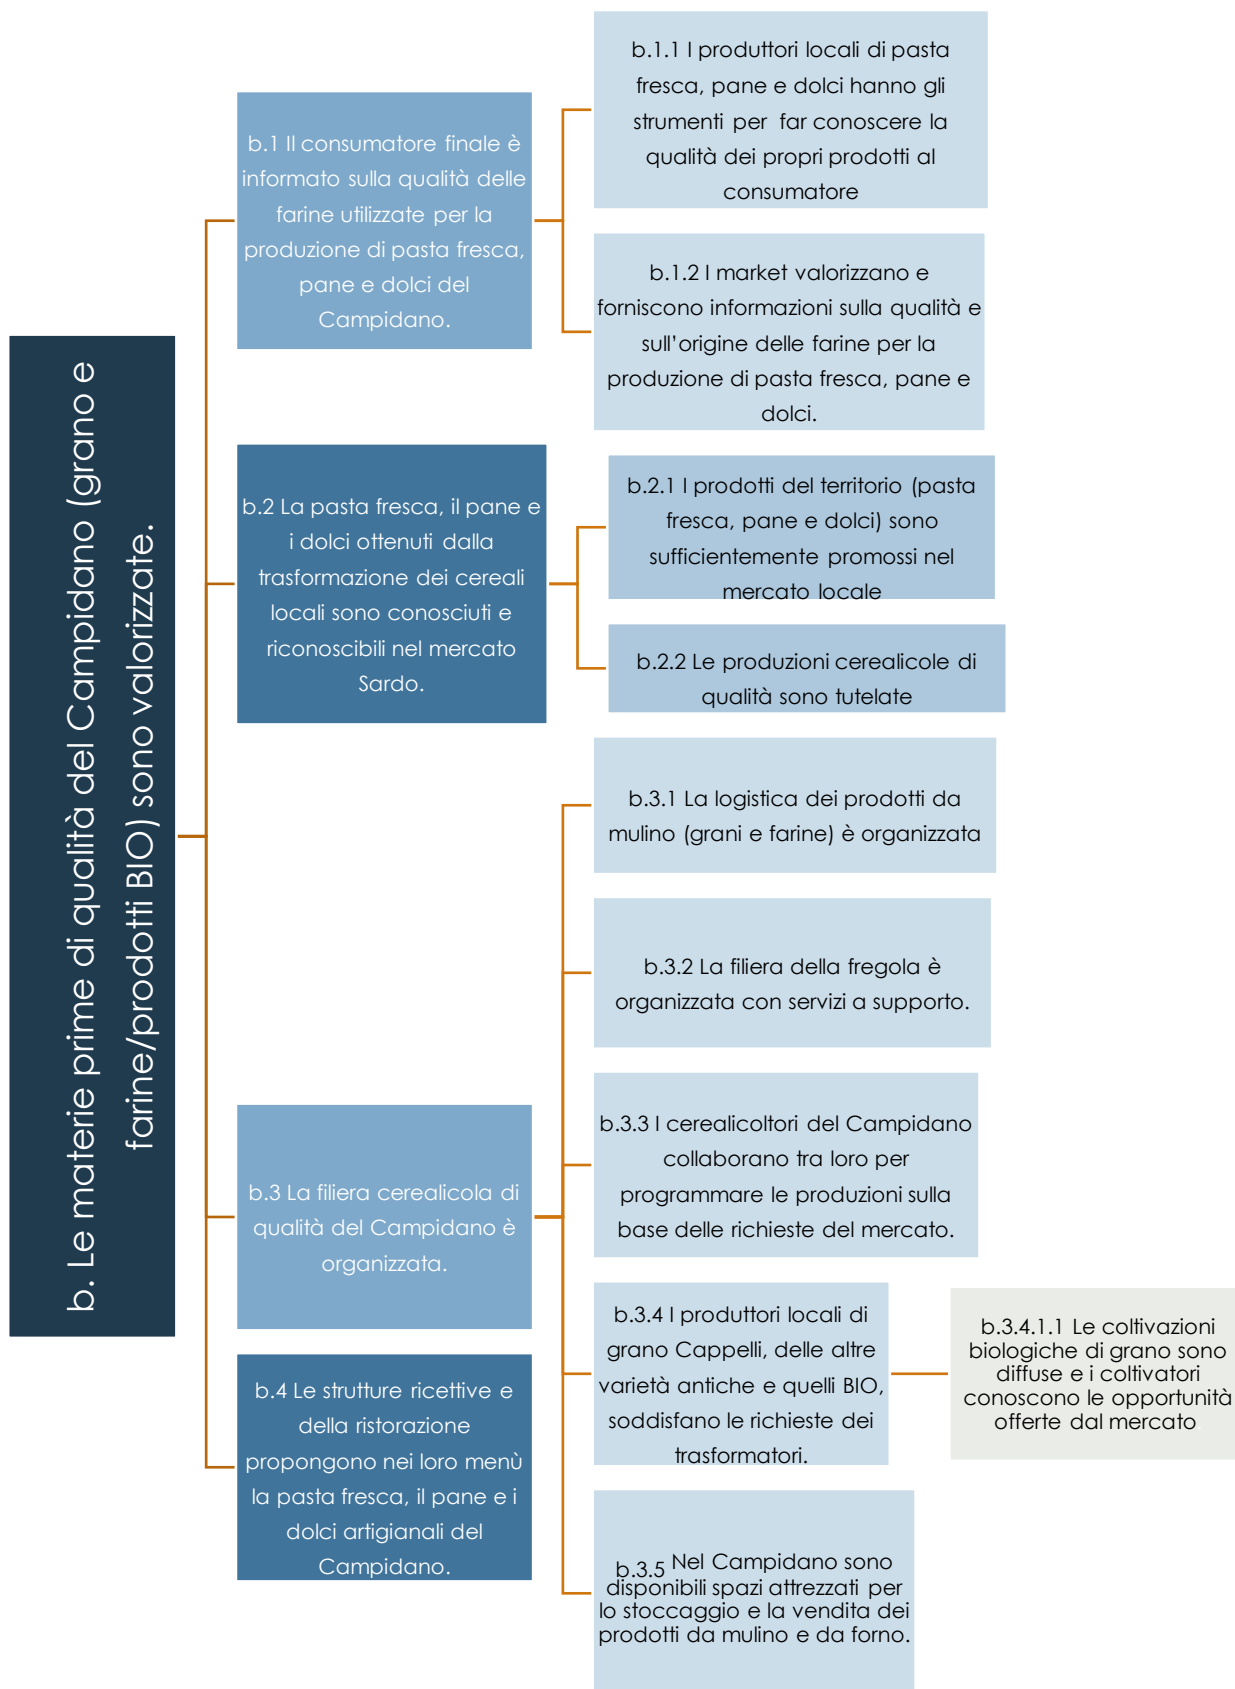 b. Le materie prime di qualità del Campidano (grano e
farine/prodotti BIO) sono valorizzate.
b.1 Il consumatore finale è
informato sulla qualità delle
farine utilizzate per la
produzione di pasta fresca,
pane e dolci del
Campidano.
b.1.1 I produttori locali di pasta
fresca, pane e dolci hanno gli
strumenti per far conoscere la
qualità dei propri prodotti al
consumatore
b.1.2 I market valorizzano e
forniscono informazioni sulla qualità e
sull'origine delle farine per la
produzione di pasta fresca, pane e
dolci.
b.2 La pasta fresca, il pane e
i dolci ottenuti dalla
trasformazione dei cereali
locali sono conosciuti e
riconoscibili nel mercato
Sardo.
b.2.1 I prodotti del territorio (pasta
fresca, pane e dolci) sono
sufficientemente promossi nel
mercato locale
b.2.2 Le produzioni cerealicole di
qualità sono tutelate
b.3 La filiera cerealicola di
qualità del Campidano è
organizzata.
b.3.1 La logistica dei prodotti da
mulino (grani e farine) è organizzata
b.3.2 La filiera della fregola è
organizzata con servizi a supporto.
b.3.3 I cerealicoltori del Campidano
collaborano tra loro per
programmare le produzioni sulla
base delle richieste del mercato.
b.3.4 I produttori locali di
grano Cappelli, delle altre
varietà antiche e quelli BIO,
soddisfano le richieste dei
trasformatori.
b.3.4.1.1 Le coltivazioni
biologiche di grano sono
diffuse e i coltivatori
conoscono le opportunità
offerte dal mercato
b.3.5 Nel Campidano sono
disponibili spazi attrezzati per
lo stoccaggio e la vendita dei
prodotti da mulino e da forno.
b.4 Le strutture ricettive e
della ristorazione
propongono nei loro menù
la pasta fresca, il pane e i
dolci artigianali del
Campidano.